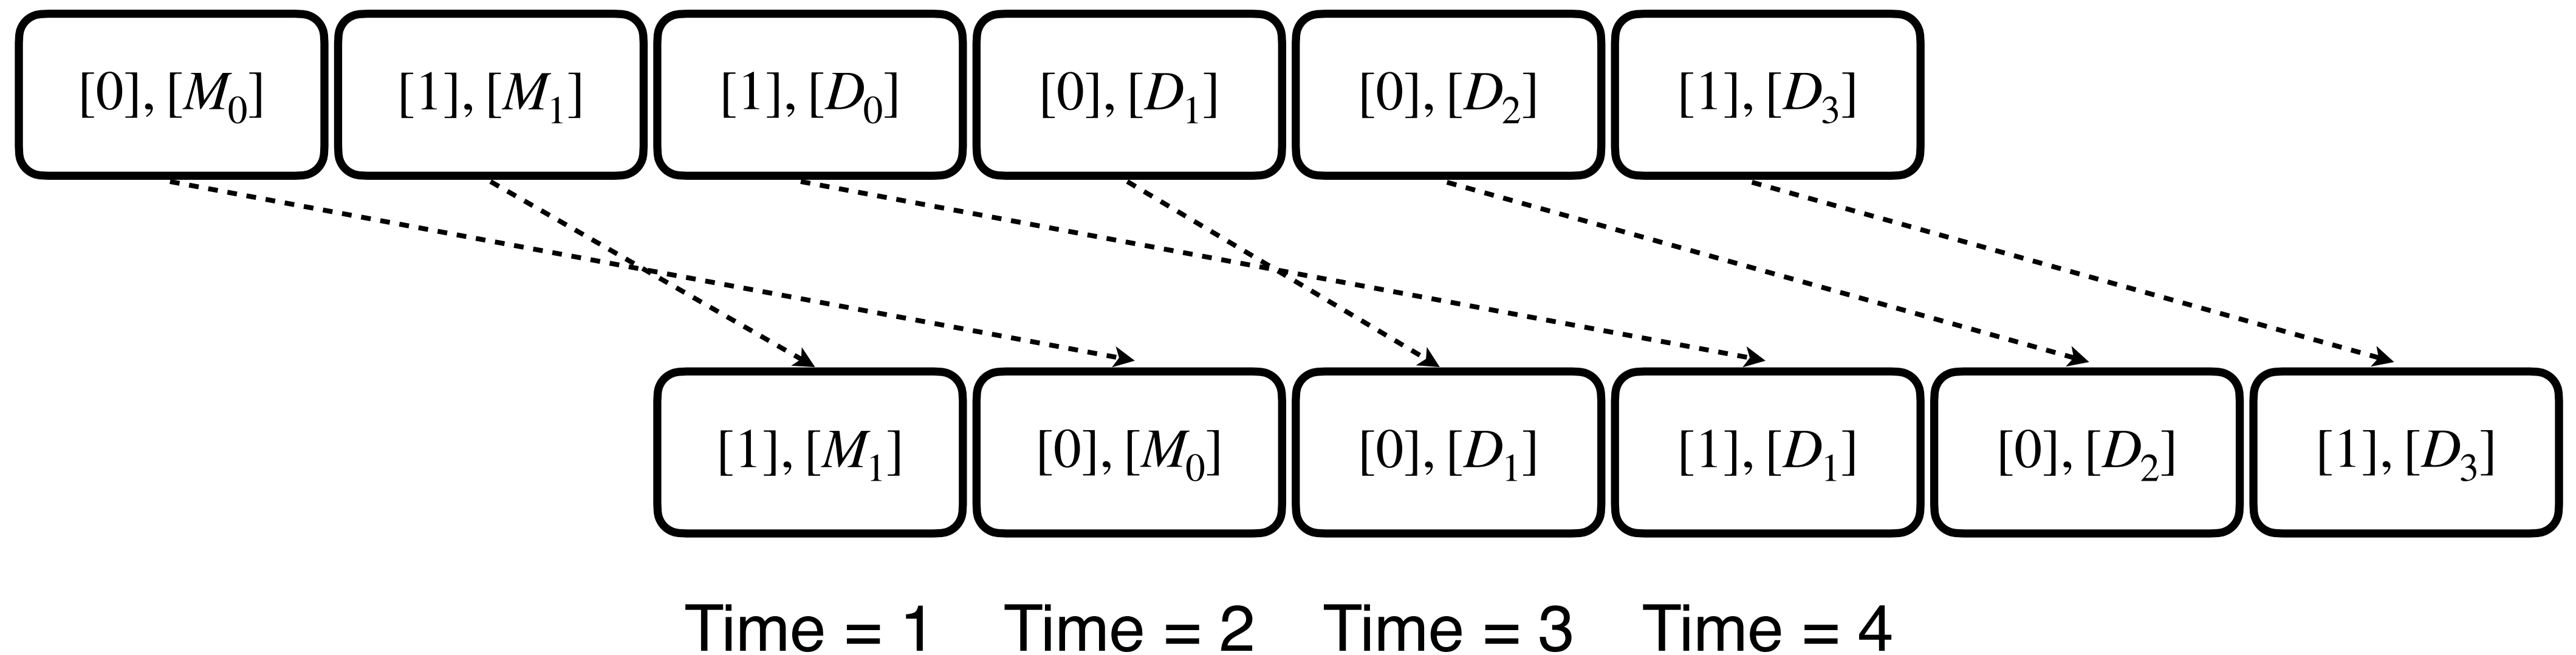 [0], [M₀] [1], [M₁] [1], [D₀] [0], [D₁] [0], [D₂] [1], [D₃]
[1], [M₁] [0], [M₀] [0], [D₁] [1], [D₁] [0], [D₂] [1], [D₃]
Time = 1 Time = 2 Time = 3 Time = 4